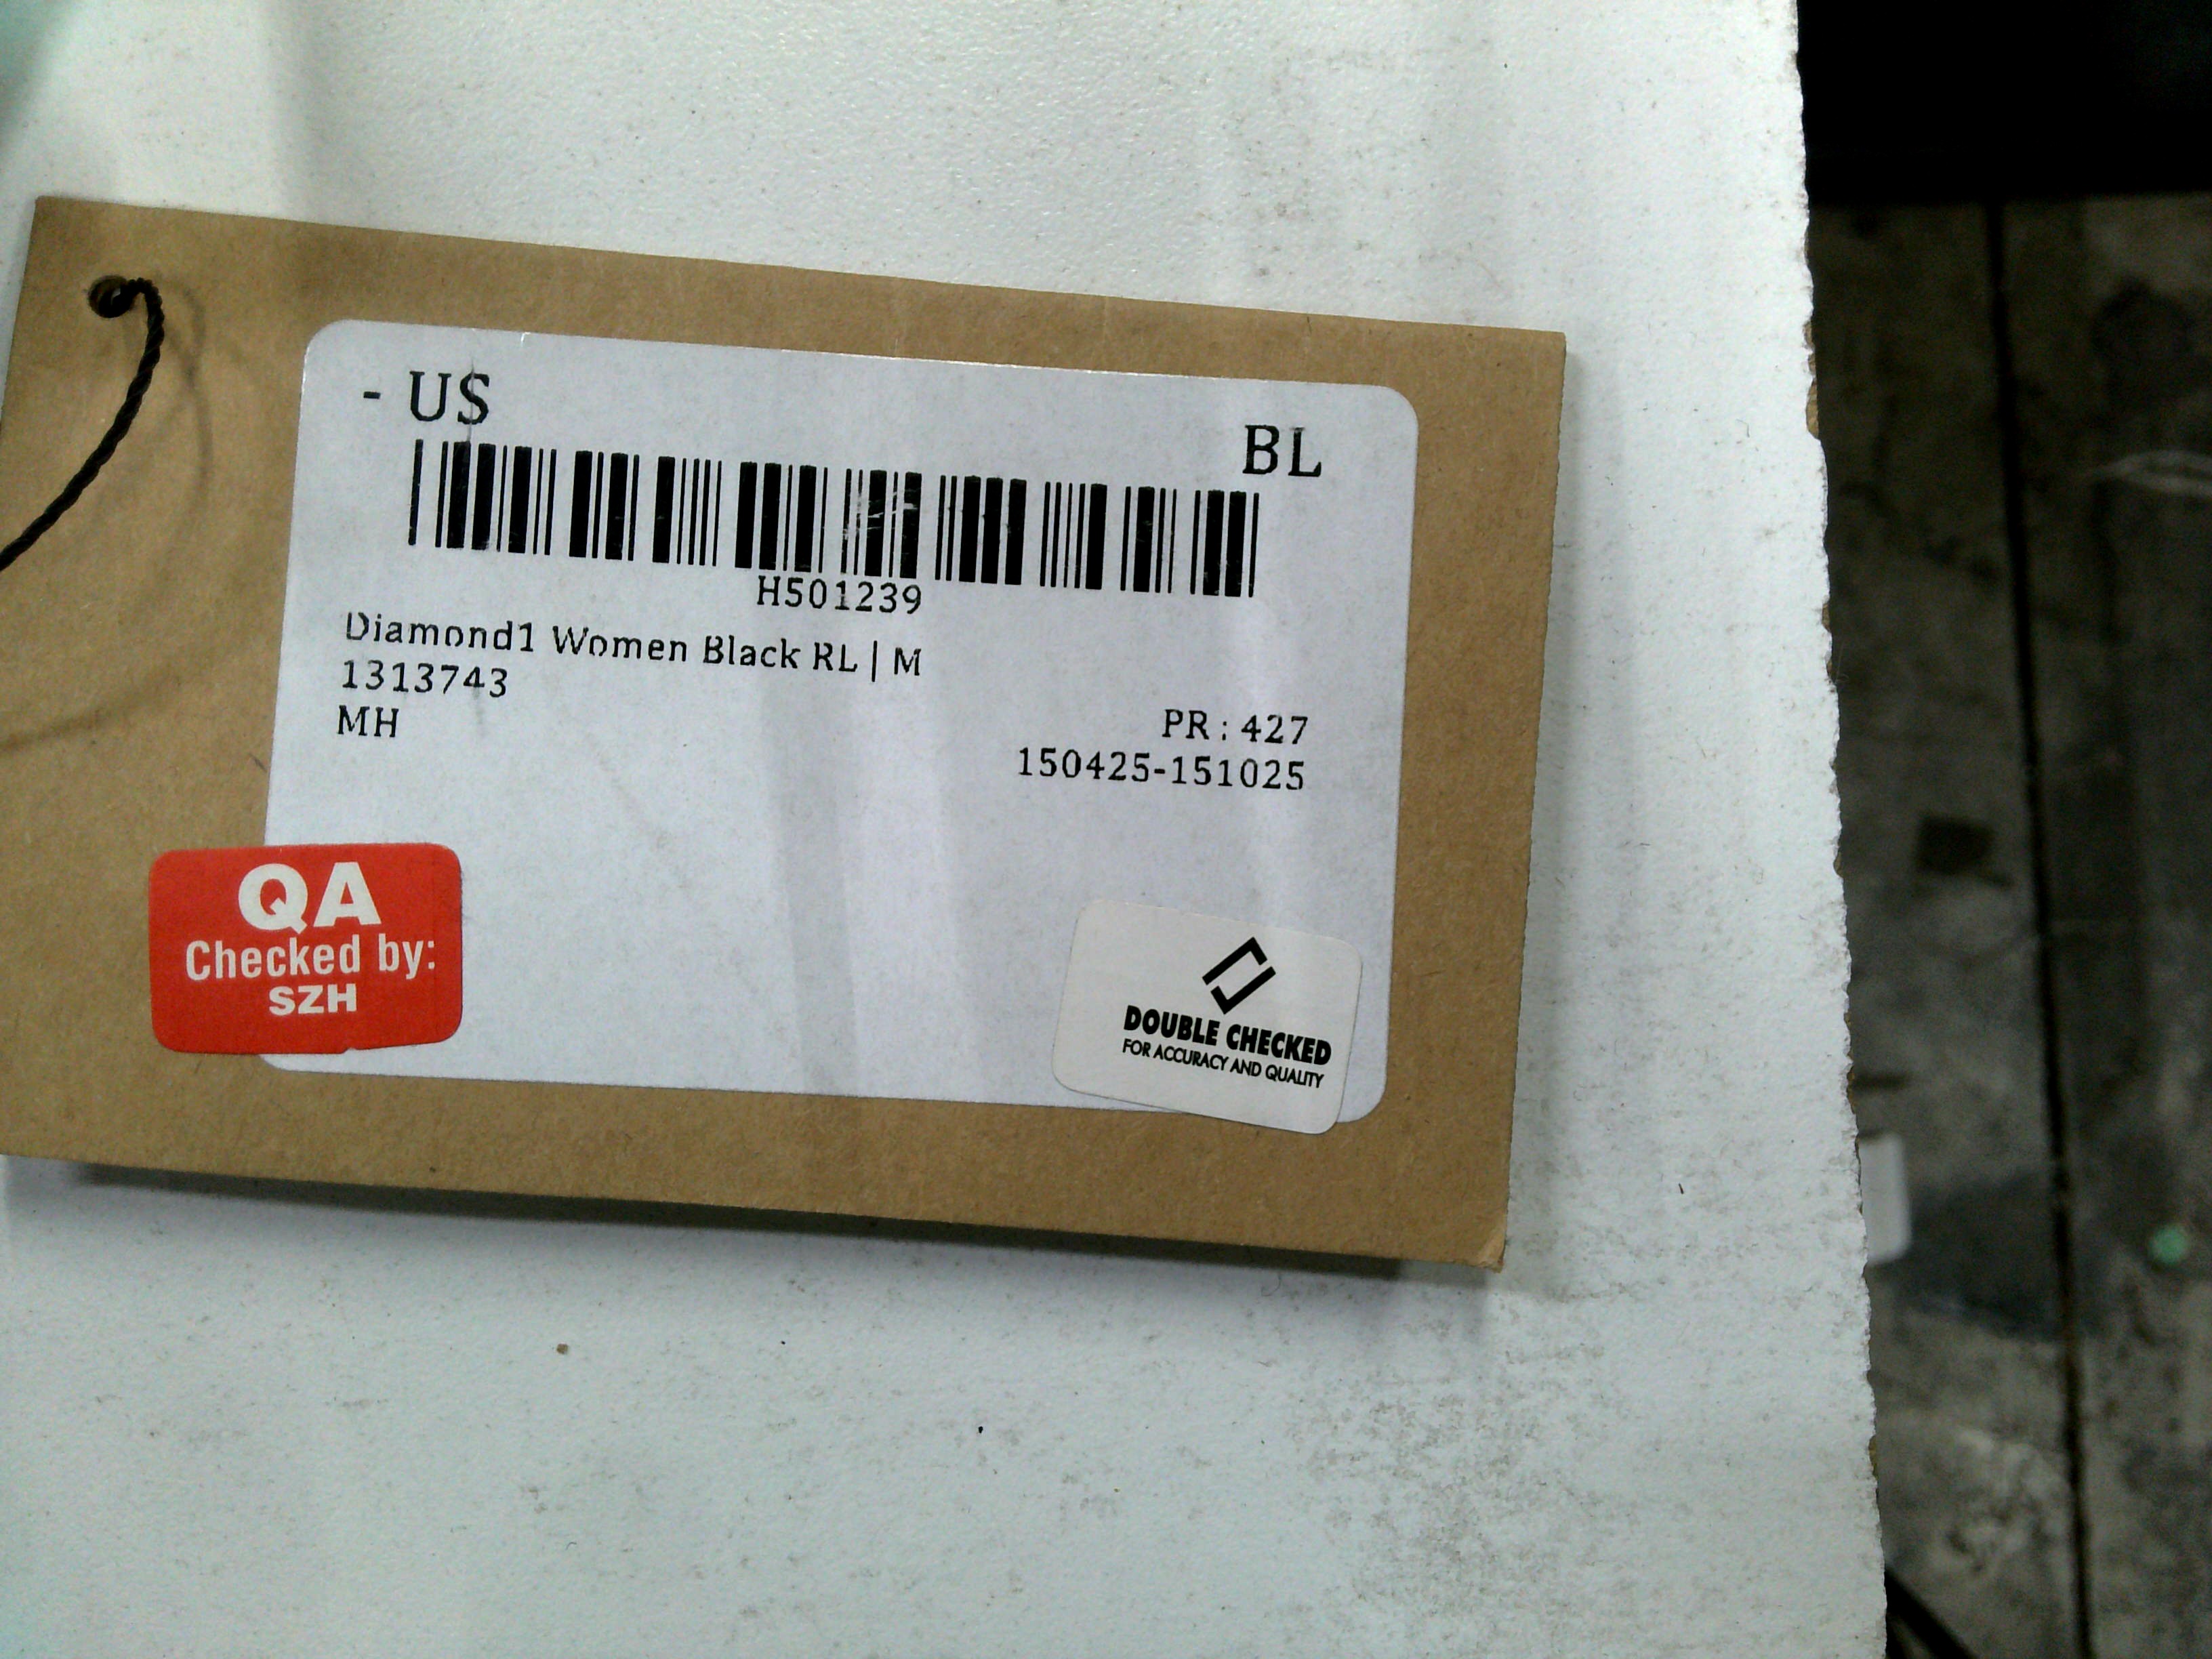 - US
BL
H501239
Diamond1 Women Black RL | M
1313743
MH
PR : 427
150425-151025
QA
Checked by:
SZH
DOUBLE CHECKED
FOR ACCURACY AND QUALITY